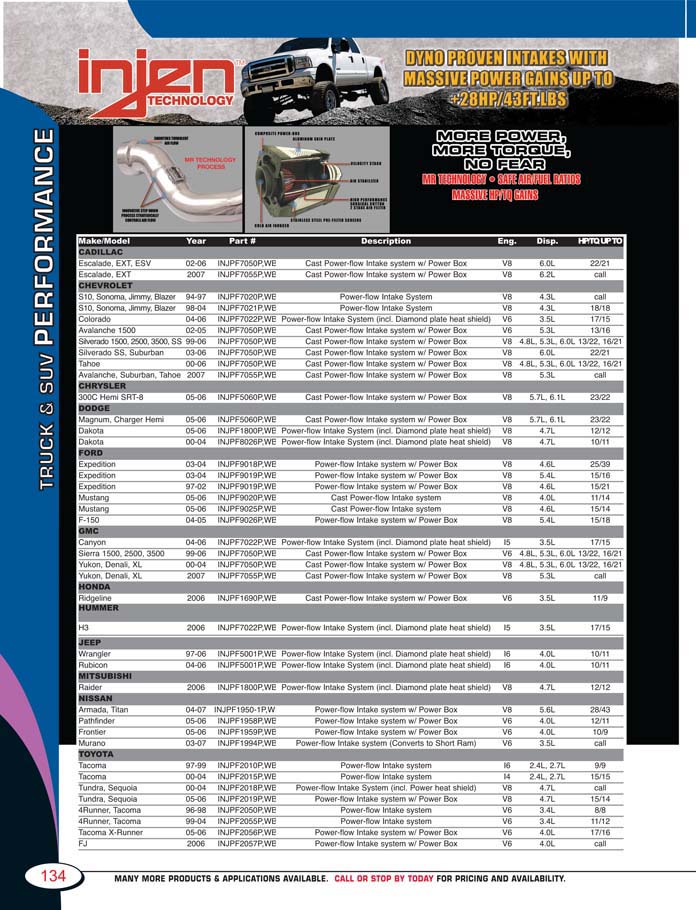 injen
TECHNOLOGY
TM
DYNO PROVEN INTAKES WITH
MASSIVE POWER GAINS UP TO
+28HP/43FT.LBS
TRUCK & SUV PERFORMANCE
SMOOTHES TURBULENT
AIR FLOW
MR TECHNOLOGY
PROCESS
INNOVATIVE STEP DOWN
PROCESS STRATEGICALLY
CONTROLS AIR FLOW
COMPOSITE POWER-BOX
ALUMINUM SKIN PLATE
VELOCITY STACK
AIR STABILIZER
HIGH PERFORMANCE
SURGICAL COTTON
2 STAGE AIR FILTER
STAINLESS STEEL PRE-FILTER SCREENS
COLD AIR INDUCER
MORE POWER,
MORE TORQUE,
NO FEAR
MR TECHNOLOGY • SAFE AIR/FUEL RATIOS
MASSIVE HP/TQ GAINS
Make/Model Year Part # Description Eng. Disp. HP/TQ UP TO
CADILLAC
Escalade, EXT, ESV 02-06 INJPF7050P,WE Cast Power-flow Intake system w/ Power Box V8 6.0L 22/21
Escalade, EXT 2007 INJPF7055P,WE Cast Power-flow Intake system w/ Power Box V8 6.2L call
CHEVROLET
S10, Sonoma, Jimmy, Blazer 94-97 INJPF7020P,WE Power-flow Intake System V8 4.3L call
S10, Sonoma, Jimmy, Blazer 98-04 INJPF7021P,WE Power-flow Intake System V8 4.3L 18/18
Colorado 04-06 INJPF7022P,WE Power-flow Intake System (incl. Diamond plate heat shield) V6 3.5L 17/15
Avalanche 1500 02-05 INJPF7050P,WE Cast Power-flow Intake system w/ Power Box V6 5.3L 13/16
Silverado 1500, 2500, 3500, SS 99-06 INJPF7050P,WE Cast Power-flow Intake system w/ Power Box V8 4.8L, 5.3L, 6.0L 13/22, 16/21
Silverado SS, Suburban 03-06 INJPF7050P,WE Cast Power-flow Intake system w/ Power Box V8 6.0L 22/21
Tahoe 00-06 INJPF7050P,WE Cast Power-flow Intake system w/ Power Box V8 4.8L, 5.3L, 6.0L 13/22, 16/21
Avalanche, Suburban, Tahoe 2007 INJPF7055P,WE Cast Power-flow Intake system w/ Power Box V8 5.3L call
CHRYSLER
300C Hemi SRT-8 05-06 INJPF5060P,WE Cast Power-flow Intake system w/ Power Box V8 5.7L, 6.1L 23/22
DODGE
Magnum, Charger Hemi 05-06 INJPF5060P,WE Cast Power-flow Intake system w/ Power Box V8 5.7L, 6.1L 23/22
Dakota 05-06 INJPF1800P,WE Power-flow Intake System (incl. Diamond plate heat shield) V8 4.7L 12/12
Dakota 00-04 INJPF8026P,WE Power-flow Intake System (incl. Diamond plate heat shield) V8 4.7L 10/11
FORD
Expedition 03-04 INJPF9018P,WE Power-flow Intake system w/ Power Box V8 4.6L 25/39
Expedition 03-04 INJPF9019P,WE Power-flow Intake system w/ Power Box V8 5.4L 15/16
Expedition 97-02 INJPF9019P,WE Power-flow Intake system w/ Power Box V8 4.6L 15/21
Mustang 05-06 INJPF9020P,WE Cast Power-flow Intake system V8 4.0L 11/14
Mustang 05-06 INJPF9025P,WE Cast Power-flow Intake system V8 4.6L 15/14
F-150 04-05 INJPF9026P,WE Power-flow Intake system w/ Power Box V8 5.4L 15/18
GMC
Canyon 04-06 INJPF7022P,WE Power-flow Intake System (incl. Diamond plate heat shield) I5 3.5L 17/15
Sierra 1500, 2500, 3500 99-06 INJPF7050P,WE Cast Power-flow Intake system w/ Power Box V6 4.8L, 5.3L, 6.0L 13/22, 16/21
Yukon, Denali, XL 00-04 INJPF7050P,WE Cast Power-flow Intake system w/ Power Box V8 4.8L, 5.3L, 6.0L 13/22, 16/21
Yukon, Denali, XL 2007 INJPF7055P,WE Cast Power-flow Intake system w/ Power Box V8 5.3L call
HONDA
Ridgeline 2006 INJPF1690P,WE Cast Power-flow Intake system w/ Power Box V6 3.5L 11/9
HUMMER
H3 2006 INJPF7022P,WE Power-flow Intake System (incl. Diamond plate heat shield) I5 3.5L 17/15
JEEP
Wrangler 97-06 INJPF5001P,WE Power-flow Intake System (incl. Diamond plate heat shield) I6 4.0L 10/11
Rubicon 04-06 INJPF5001P,WE Power-flow Intake System (incl. Diamond plate heat shield) I6 4.0L 10/11
MITSUBISHI
Raider 2006 INJPF1800P,WE Power-flow Intake System (incl. Diamond plate heat shield) V8 4.7L 12/12
NISSAN
Armada, Titan 04-07 INJPF1950-1P,W Power-flow Intake system w/ Power Box V8 5.6L 28/43
Pathfinder 05-06 INJPF1958P,WE Power-flow Intake system w/ Power Box V6 4.0L 12/11
Frontier 05-06 INJPF1959P,WE Power-flow Intake system w/ Power Box V6 4.0L 10/9
Murano 03-07 INJPF1994P,WE Power-flow Intake system (Converts to Short Ram) V6 3.5L call
TOYOTA
Tacoma 97-99 INJPF2010P,WE Power-flow Intake system I6 2.4L, 2.7L 9/9
Tacoma 00-04 INJPF2015P,WE Power-flow Intake system I4 2.4L, 2.7L 15/15
Tundra, Sequoia 00-04 INJPF2018P,WE Power-flow Intake System (incl. Power heat shield) V8 4.7L call
Tundra, Sequoia 05-06 INJPF2019P,WE Power-flow Intake system w/ Power Box V8 4.7L 15/14
4Runner, Tacoma 96-98 INJPF2050P,WE Power-flow Intake system V6 3.4L 8/8
4Runner, Tacoma 99-04 INJPF2055P,WE Power-flow Intake system V6 3.4L 11/12
Tacoma X-Runner 05-06 INJPF2056P,WE Power-flow Intake system w/ Power Box V6 4.0L 17/16
FJ 2006 INJPF2057P,WE Power-flow Intake system w/ Power Box V6 4.0L call
134
MANY MORE PRODUCTS & APPLICATIONS AVAILABLE. CALL OR STOP BY TODAY FOR PRICING AND AVAILABILITY.